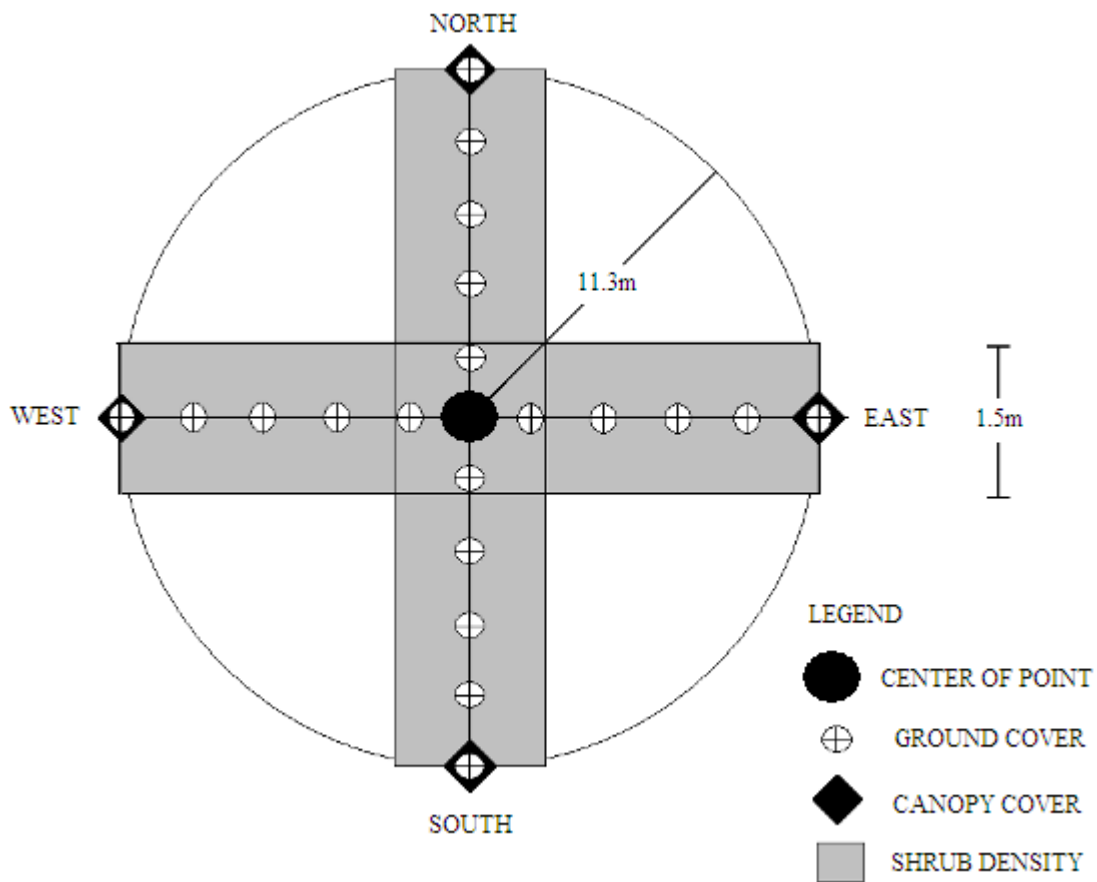 NORTH
11.3m
WEST
EAST
1.5m
SOUTH
LEGEND
CENTER OF POINT
GROUND COVER
CANOPY COVER
SHRUB DENSITY